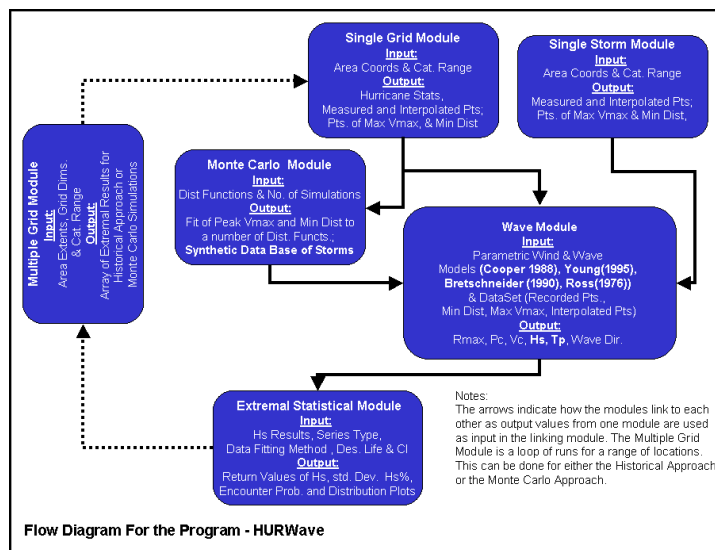 Single Grid Module
Input:
Area Coords & Cat. Range
Output:
Hurricane Stats,
Measured and Interpolated Pts;
Pts. of Max Vmax, & Min Dist
Single Storm Module
Input:
Area Coords & Cat. Range
Output:
Measured and Interpolated Pts;
Pts. of Max Vmax & Min Dist,
Multiple Grid Module
Input:
Area Extents, Grid Dims.
& Cat. Range
Output:
Array of Extremal Results for
Historical Approach or
Monte Carlo Simulations
Monte Carlo Module
Input:
Dist Functions & No. of Simulations
Output:
Fit of Peak Vmax and Min Dist to
a number of Dist. Functs.;
Synthetic Data Base of Storms
Wave Module
Input:
Parametric Wind & Wave
Models (Cooper 1988), Young(1995),
Bretschneider (1990), Ross(1976))
& DataSet (Recorded Pts.,
Min Dist, Max Vmax, Interpolated Pts)
Output:
Rmax, Pc, Vc, Hs, Tp, Wave Dir.
Extremal Statistical Module
Input:
Hs Results, Series Type,
Data Fitting Method , Des. Life & CI
Output:
Return Values of Hs, std. Dev. Hs%,
Encounter Prob. and Distribution Plots
Notes:
The arrows indicate how the modules link to each
other as output values from one module are used
as input in the linking module. The Multiple Grid
Module is a loop of runs for a range of locations.
This can be done for either the Historical Approach
or the Monte Carlo Approach.
Flow Diagram For the Program - HURWave